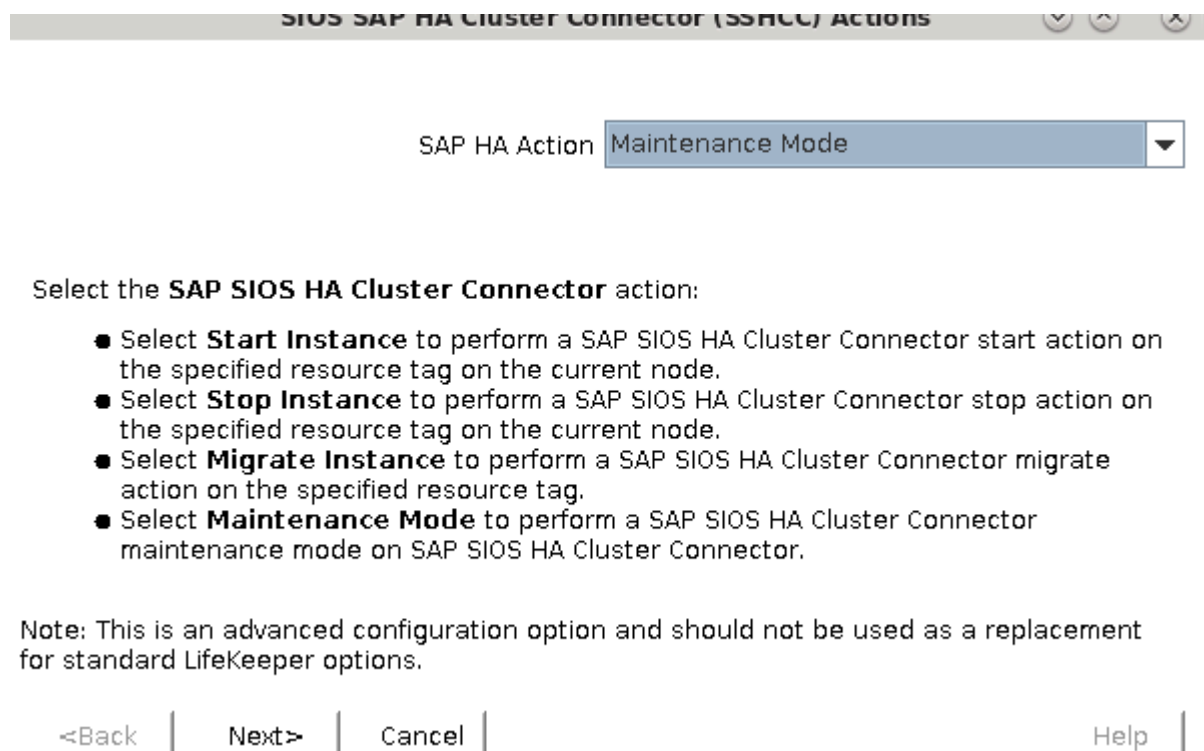 SIOS SAP HA Cluster Connector (SSHCC) Actions
SAP HA Action Maintenance Mode
Select the SAP SIOS HA Cluster Connector action:
● Select Start Instance to perform a SAP SIOS HA Cluster Connector start action on
the specified resource tag on the current node.
● Select Stop Instance to perform a SAP SIOS HA Cluster Connector stop action on
the specified resource tag on the current node.
● Select Migrate Instance to perform a SAP SIOS HA Cluster Connector migrate
action on the specified resource tag.
● Select Maintenance Mode to perform a SAP SIOS HA Cluster Connector
maintenance mode on SAP SIOS HA Cluster Connector.
Note: This is an advanced configuration option and should not be used as a replacement
for standard LifeKeeper options.
<Back Next> Cancel Help